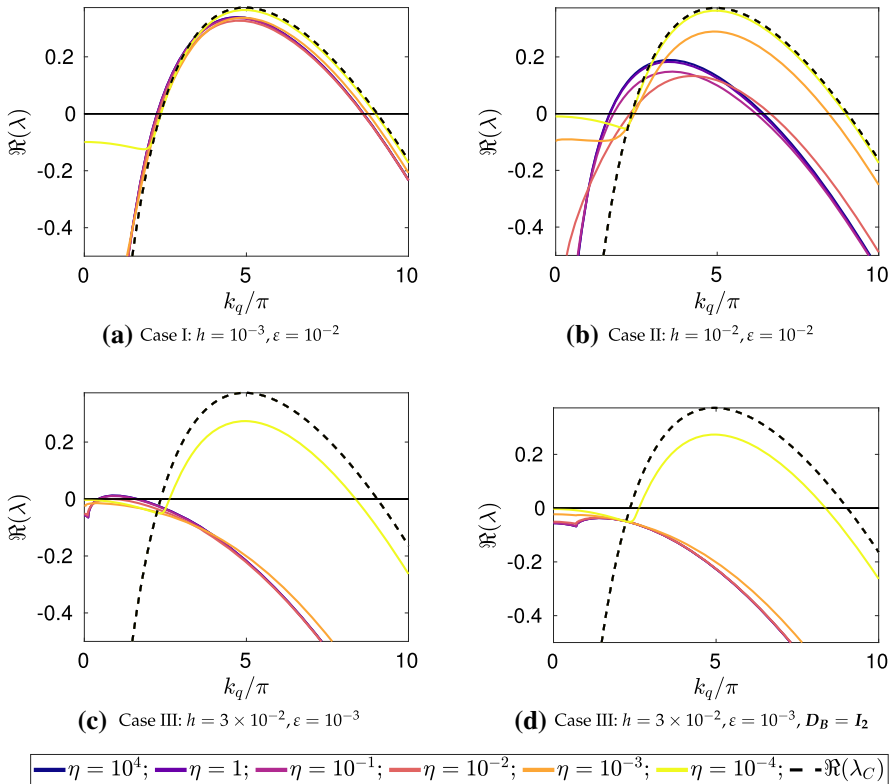 0.2
0
-0.2
-0.4
ℜ(λ)
0 5 10
k_q/π
(a) Case I: h = 10^{-3}, ε = 10^{-2}
0.2
0
-0.2
-0.4
ℜ(λ)
0 5 10
k_q/π
(b) Case II: h = 10^{-2}, ε = 10^{-2}
0.2
0
-0.2
-0.4
ℜ(λ)
0 5 10
k_q/π
(c) Case III: h = 3 × 10^{-2}, ε = 10^{-3}
0.2
0
-0.2
-0.4
ℜ(λ)
0 5 10
k_q/π
(d) Case III: h = 3 × 10^{-2}, ε = 10^{-3}, D_B = I_2
η = 10^4; η = 1; η = 10^{-1}; η = 10^{-2}; η = 10^{-3}; η = 10^{-4}; ℜ(λ_C)